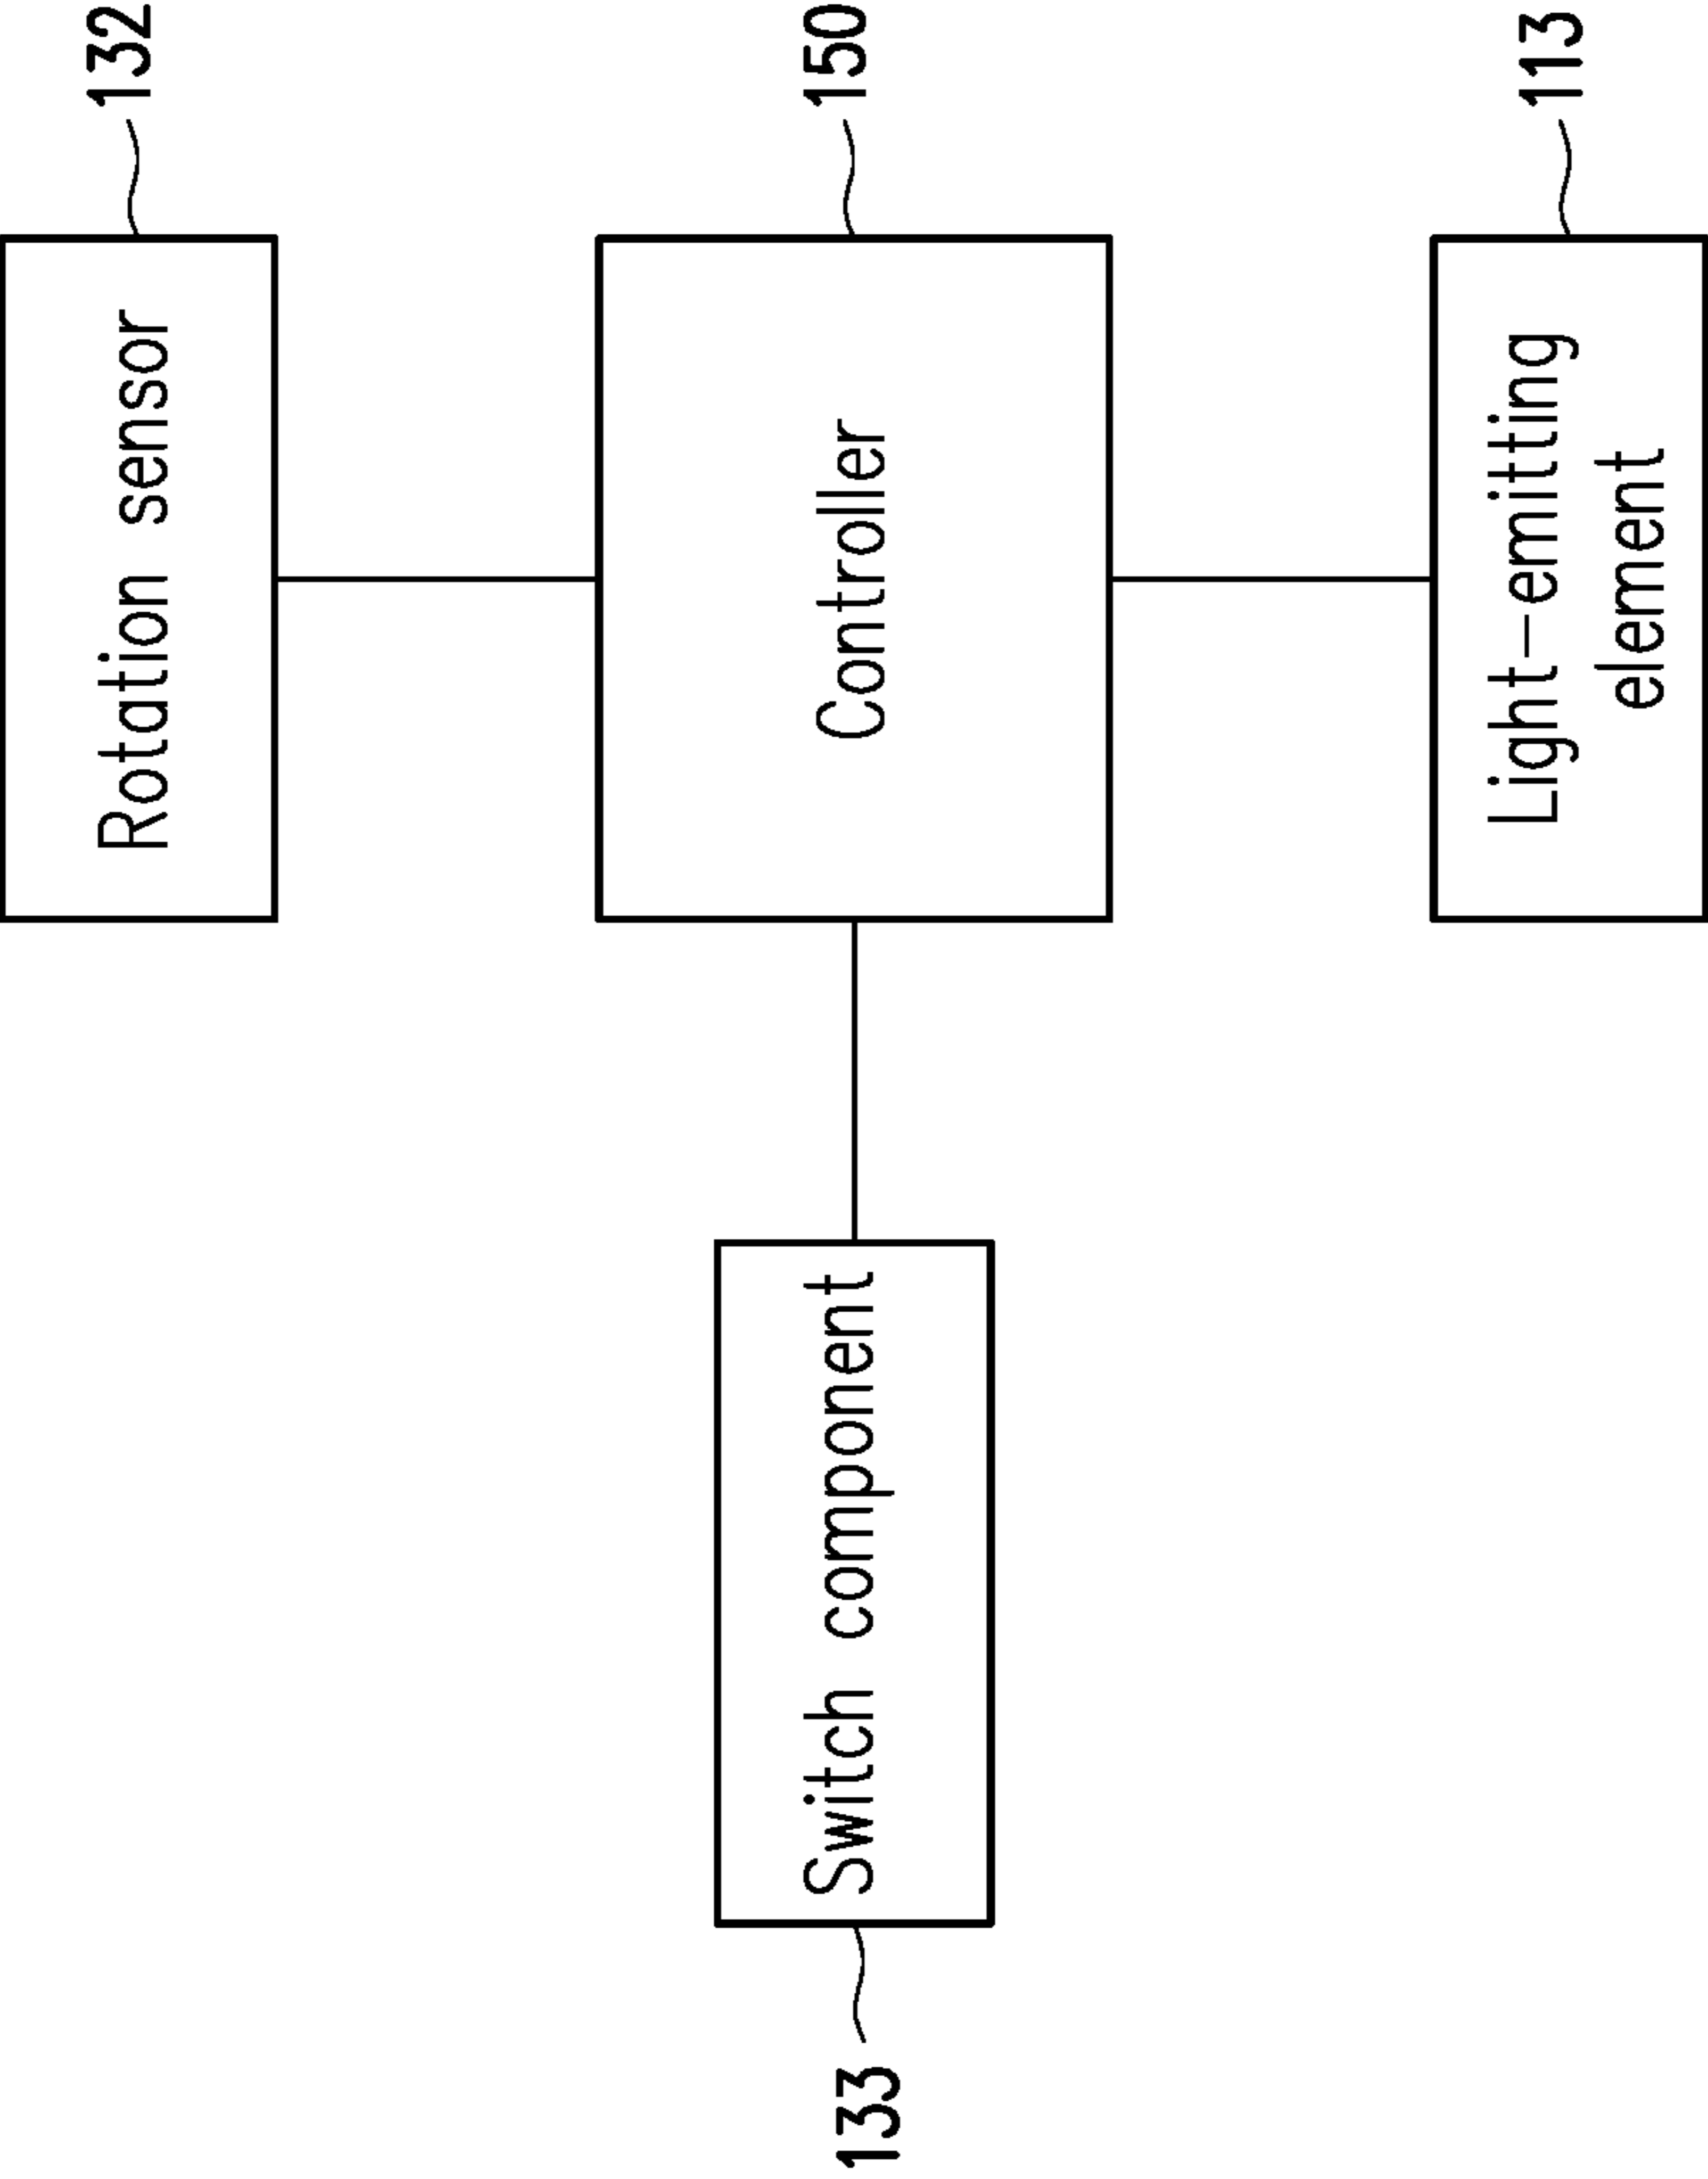 Rotation sensor
132
Switch component
133
Controller
150
Light-emitting
element
113